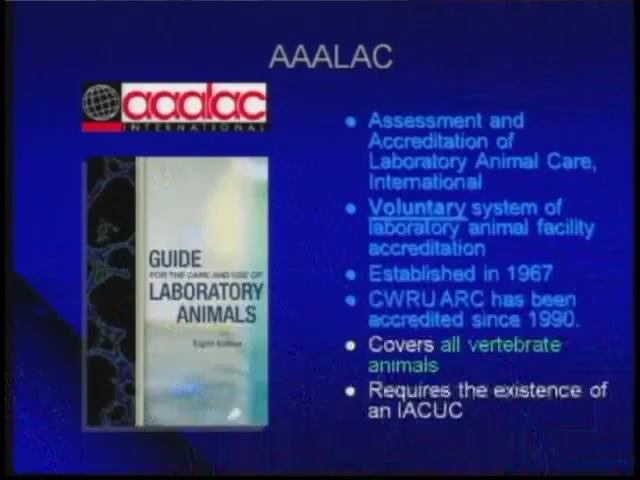 AAALAC
aaalac
INTERNATIONAL
GUIDE
FOR THE CARE AND USE OF
LABORATORY
ANIMALS
Eighth Edition
• Assessment and
Accreditation of
Laboratory Animal Care,
International
• Voluntary system of
laboratory animal facility
accreditation
• Established in 1967
• CWRU ARC has been
accredited since 1990.
• Covers all vertebrate
animals
• Requires the existence of
an IACUC